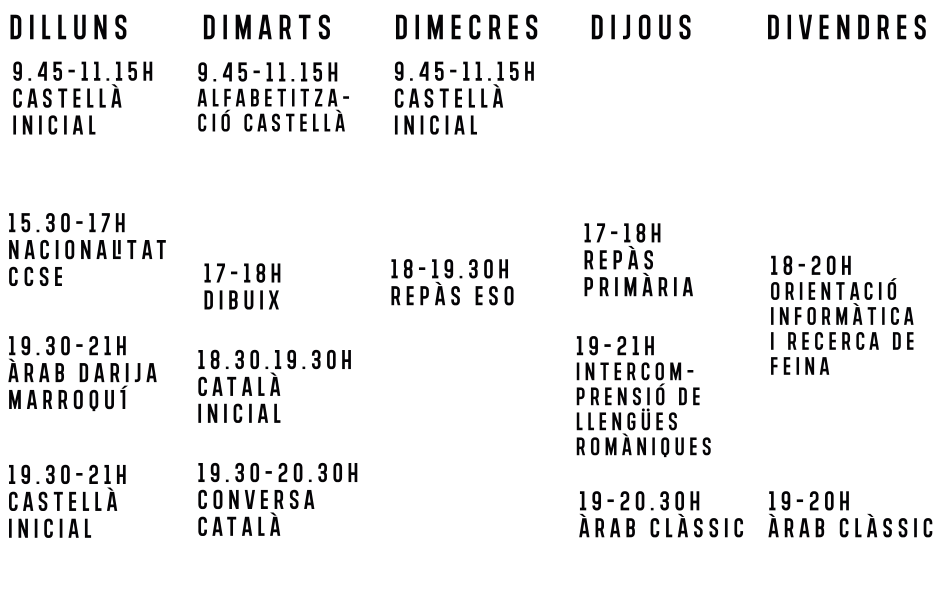 DILLUNS
9.45-11.15H
CASTELLÀ
INICIAL
15.30-17H
NACIONALITAT
CCSE
19.30-21H
ÀRAB DARIJA
MARROQUÍ
19.30-21H
CASTELLÀ
INICIAL
DIMARTS
9.45-11.15H
ALFABETITZA-
CIÓ CASTELLÀ
17-18H
DIBUIX
18.30.19.30H
CATALÀ
INICIAL
19.30-20.30H
CONVERSA
CATALÀ
DIMECRES
9.45-11.15H
CASTELLÀ
INICIAL
18-19.30H
REPÀS ESO
DIJOUS
17-18H
REPÀS
PRIMÀRIA
19-21H
INTERCOM-
PRENSIÓ DE
LLENGÜES
ROMÀNIQUES
19-20.30H
ÀRAB CLÀSSIC
DIVENDRES
18-20H
ORIENTACIÓ
INFORMÀTICA
I RECERCA DE
FEINA
19-20H
ÀRAB CLÀSSIC